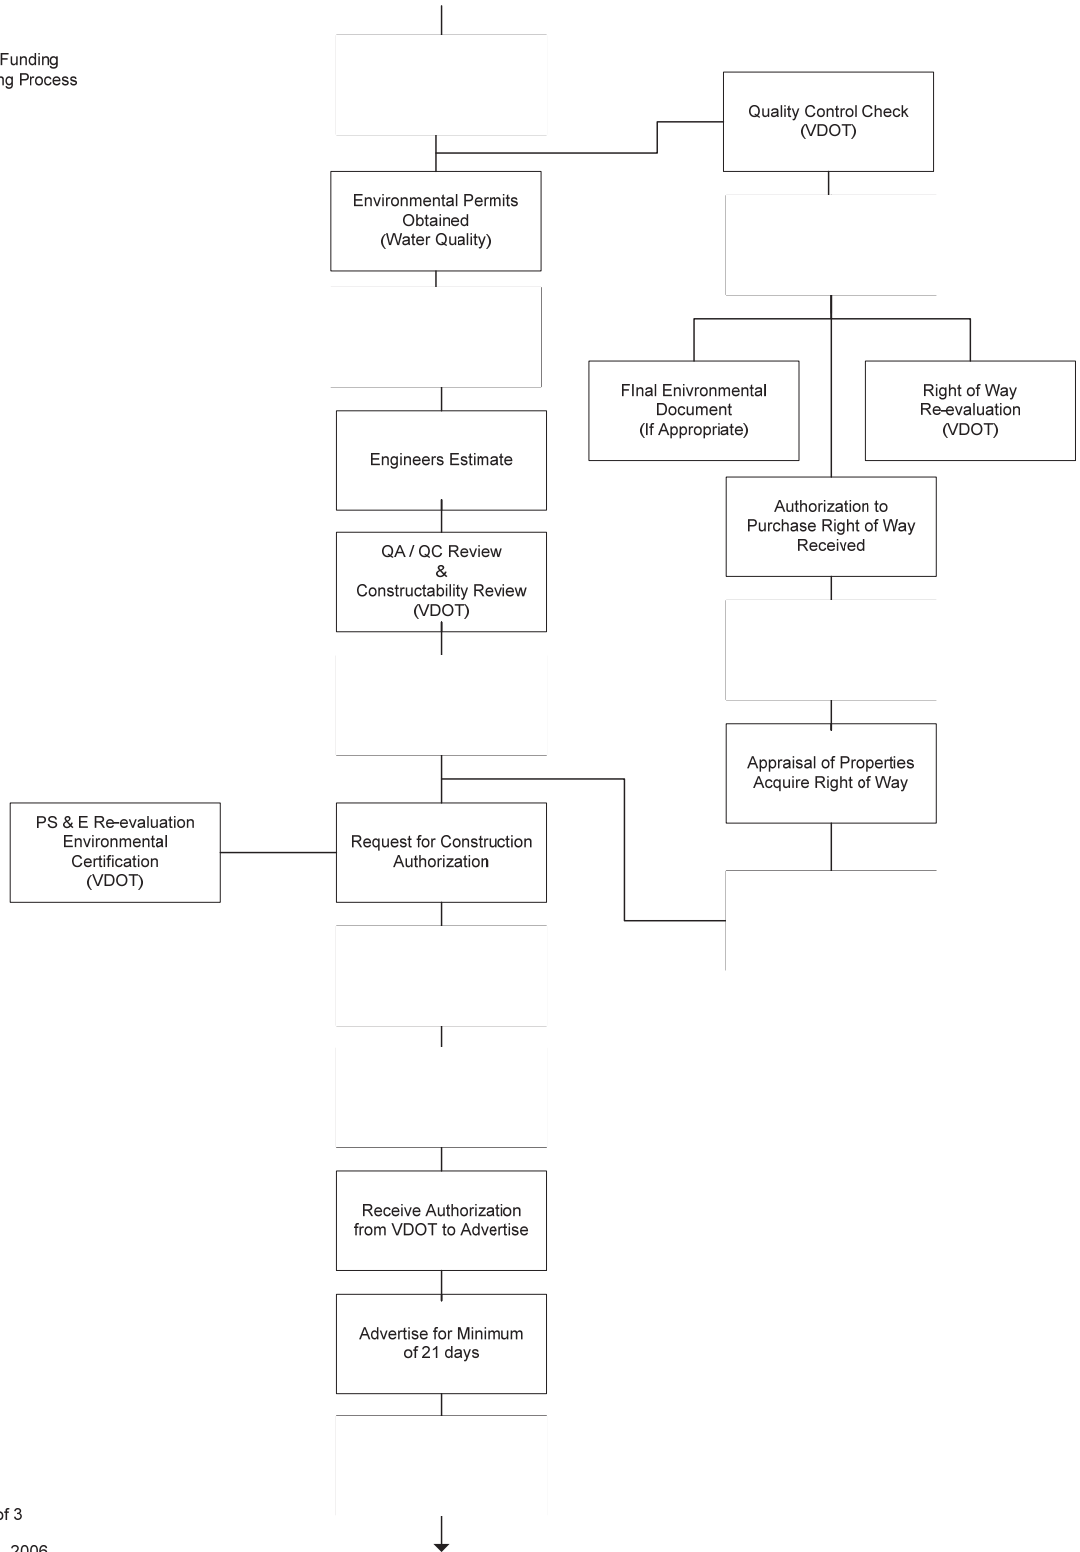 Funding
ng Process
Quality Control Check
(VDOT)
Environmental Permits
Obtained
(Water Quality)
FInal Enivronmental
Document
(If Appropriate)
Right of Way
Re-evaluation
(VDOT)
Engineers Estimate
Authorization to
Purchase Right of Way
Received
QA / QC Review
&
Constructability Review
(VDOT)
Appraisal of Properties
Acquire Right of Way
PS & E Re-evaluation
Environmental
Certification
(VDOT)
Request for Construction
Authorization
Receive Authorization
from VDOT to Advertise
Advertise for Minimum
of 21 days
of 3
2006